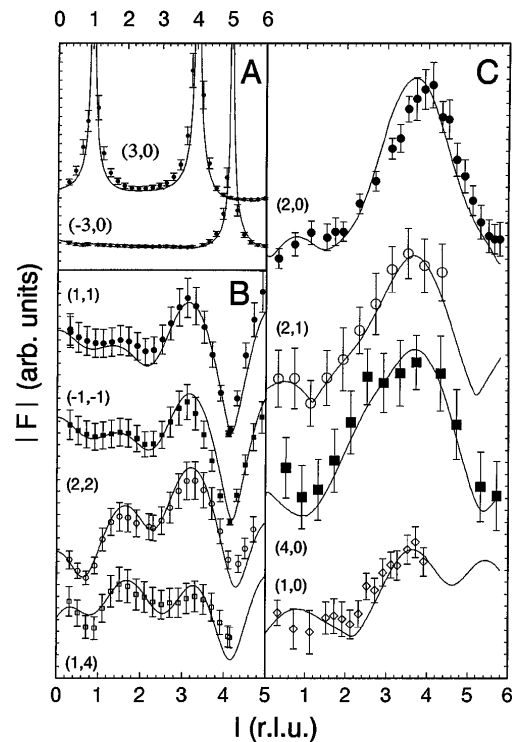 0 1 2 3 4 5 6
A
(3,0)
(-3,0)
B
(1,1)
(-1,-1)
(2,2)
(1,4)
C
(2,0)
(2,1)
(4,0)
(1,0)
|F| (arb. units)
0 1 2 3 4 5
1 2 3 4 5 6
l (r.l.u.)